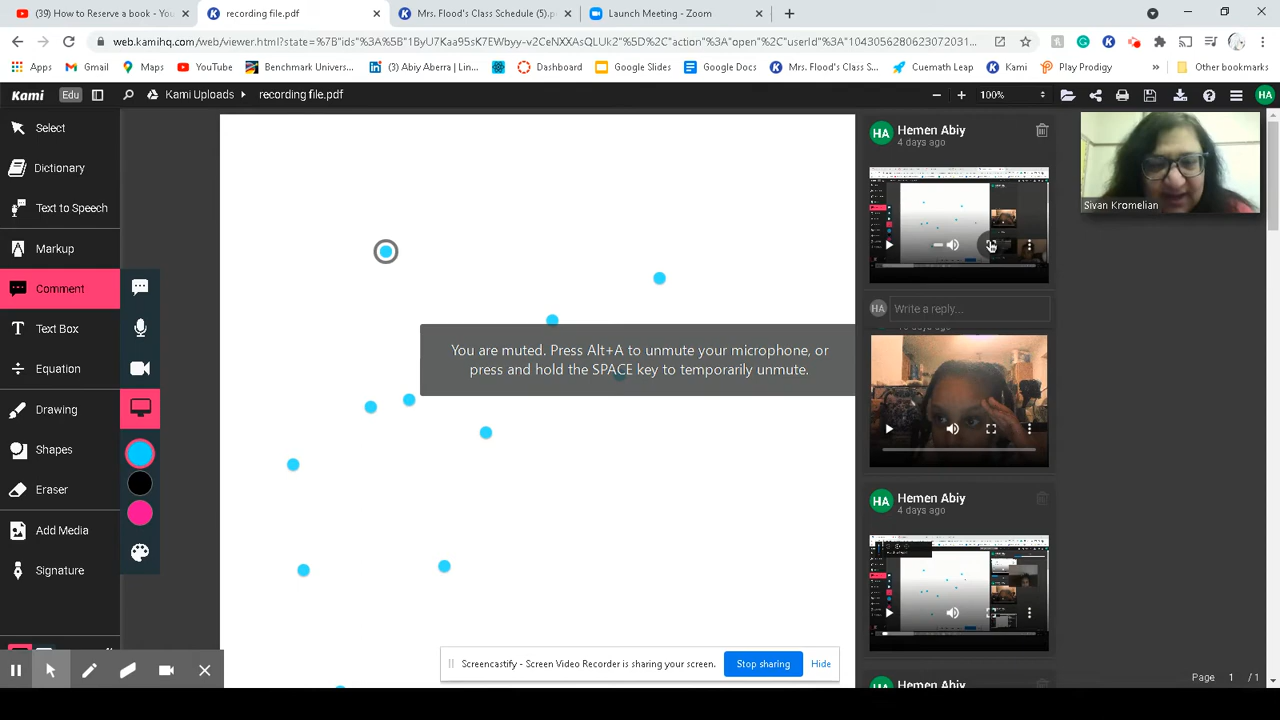 (39) How to Reserve a book - You
recording file.pdf
Mrs. Flood's Class Schedule (5).p
Launch Meeting - Zoom
web.kamihq.com/web/viewer.html?state=%7B"ids"%3A%5B"1ByU7Kaa95sK7EWbyy-v2CeNXXAsQLUk2"%5D%2C"action"%3A"open"%2C"userId"%3A"104305628062307203​1...
Apps
Gmail
Maps
YouTube
Benchmark Univers...
(3) Abiy Aberra | Lin...
Dashboard
Google Slides
Google Docs
Mrs. Flood's Class S...
Cuemath Leap
Kami
Play Prodigy
»
Other bookmarks
Kami
Edu
Kami Uploads
recording file.pdf
100%
HA
Select
Dictionary
Text to Speech
Markup
Comment
Text Box
Equation
Drawing
Shapes
Eraser
Add Media
Signature
You are muted. Press Alt+A to unmute your microphone, or
press and hold the SPACE key to temporarily unmute.
HA
Hemen Abiy
4 days ago
HA
Write a reply...
HA
Hemen Abiy
4 days ago
Hemen Abiy
Sivan Kromelian
Screencastify - Screen Video Recorder is sharing your screen.
Stop sharing
Hide
Page 1 / 1